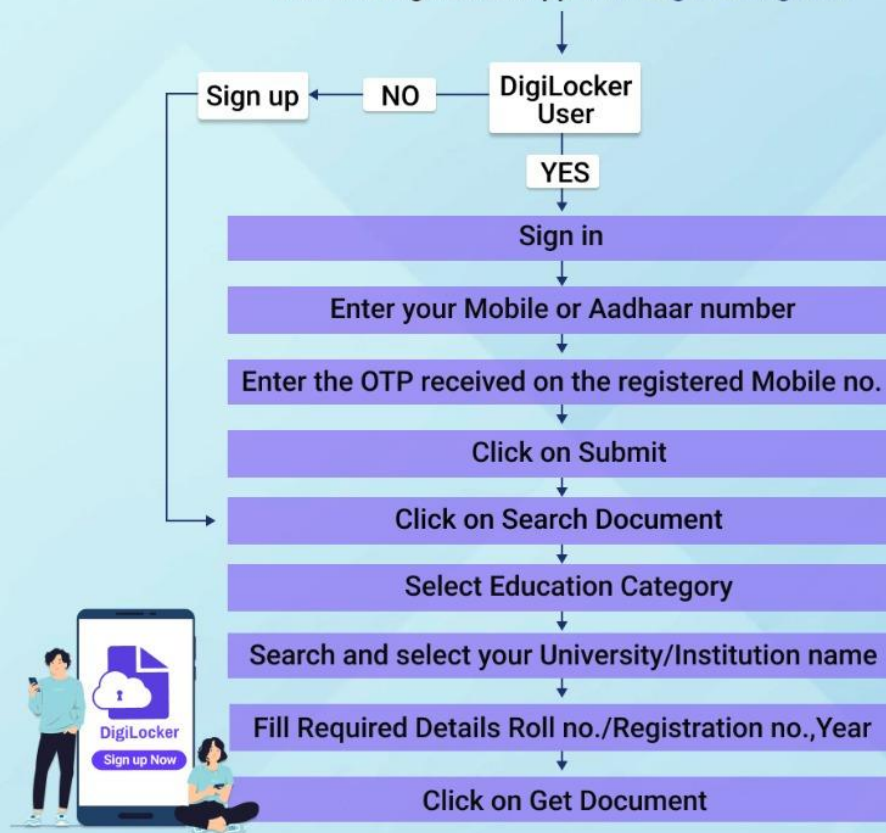 DigiLocker
User
NO
Sign up
YES
Sign in
Enter your Mobile or Aadhaar number
Enter the OTP received on the registered Mobile no.
Click on Submit
Click on Search Document
Select Education Category
Search and select your University/Institution name
Fill Required Details Roll no./Registration no.,Year
Click on Get Document
DigiLocker
Sign up Now